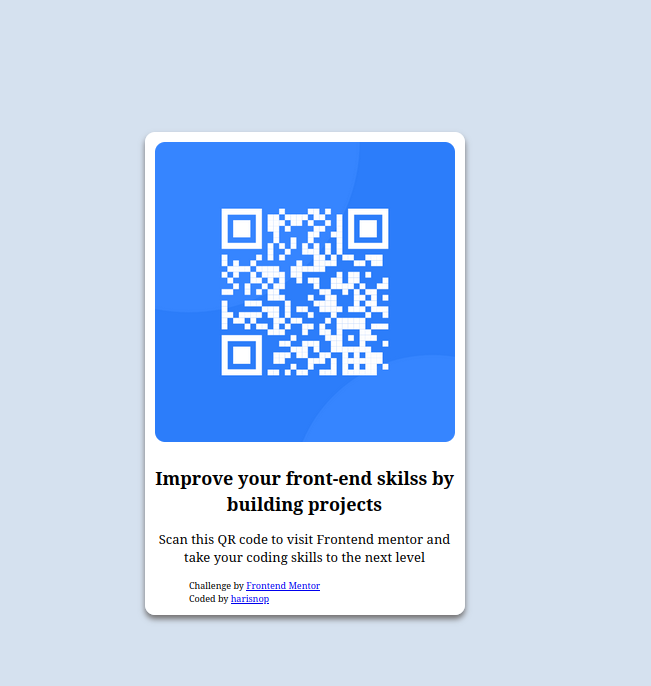 Improve your front-end skilss by
building projects
Scan this QR code to visit Frontend mentor and
take your coding skills to the next level
Challenge by Frontend Mentor
Coded by harisnop